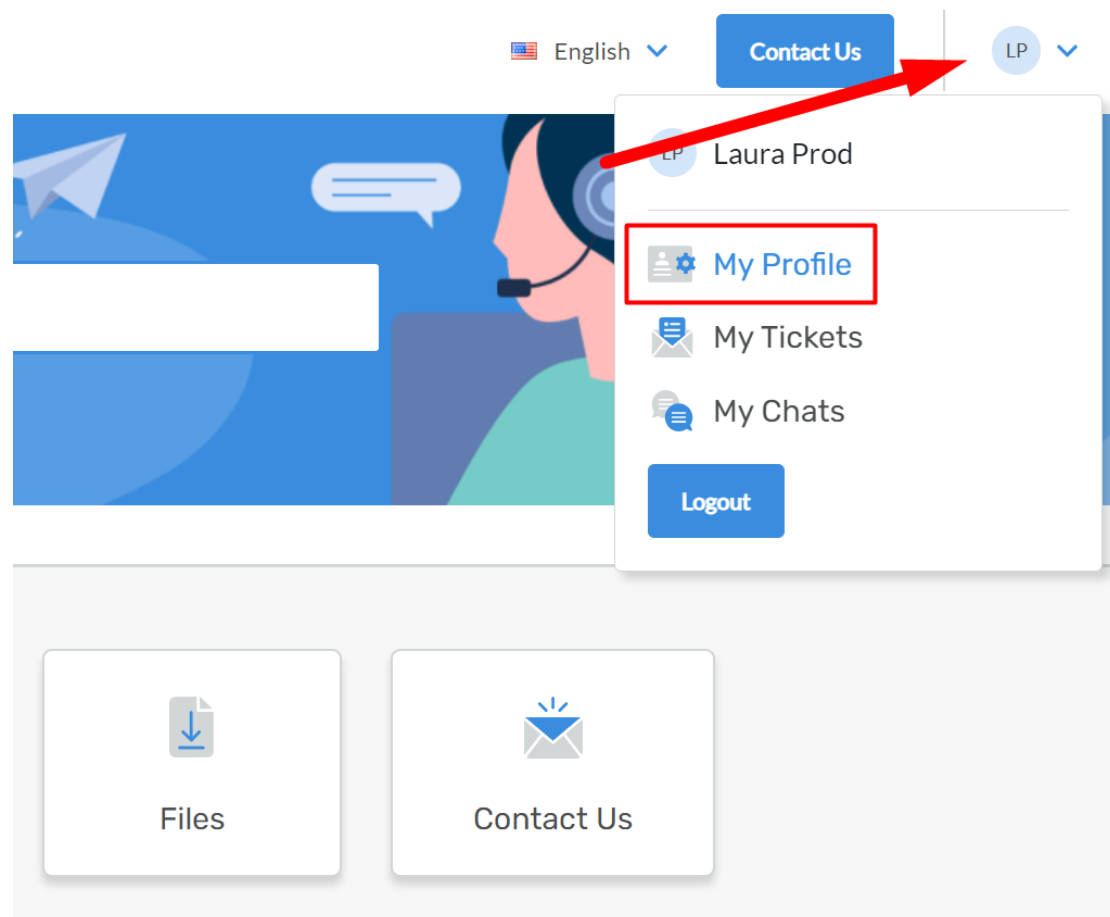 English
Contact Us
LP
LP
Laura Prod
My Profile
My Tickets
My Chats
Logout
Files
Contact Us